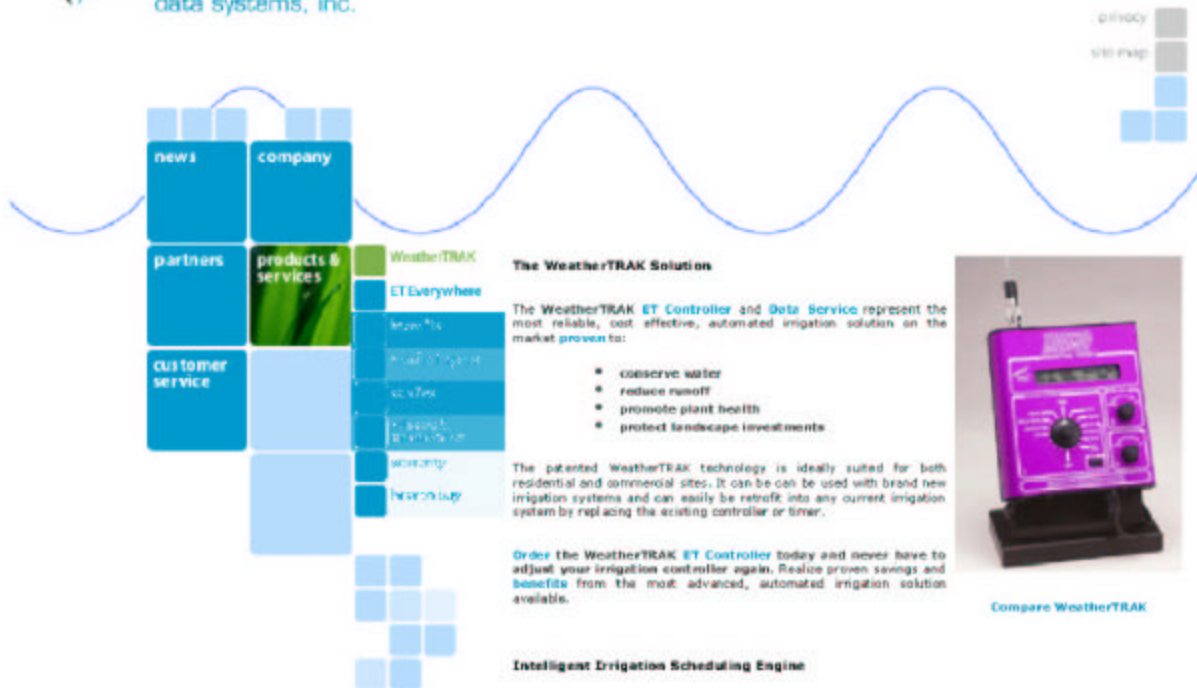 data systems, inc.
privacy
site map
news
company
partners
products &
services
customer
service
WeatherTRAK
ET Everywhere
warranty
The WeatherTRAK Solution
The WeatherTRAK ET Controller and Data Service represent the
most reliable, cost effective, automated irrigation solution on the
market proven to:
• conserve water
• reduce runoff
• promote plant health
• protect landscape investments
The patented WeatherTRAK technology is ideally suited for both
residential and commercial sites. It can be can be used with brand new
irrigation systems and can easily be retrofit into any current irrigation
system by replacing the existing controller or timer.
Order the WeatherTRAK ET Controller today and never have to
adjust your irrigation controller again. Realize proven savings and
benefits from the most advanced, automated irrigation solution
available.
Compare WeatherTRAK
Intelligent Irrigation Scheduling Engine